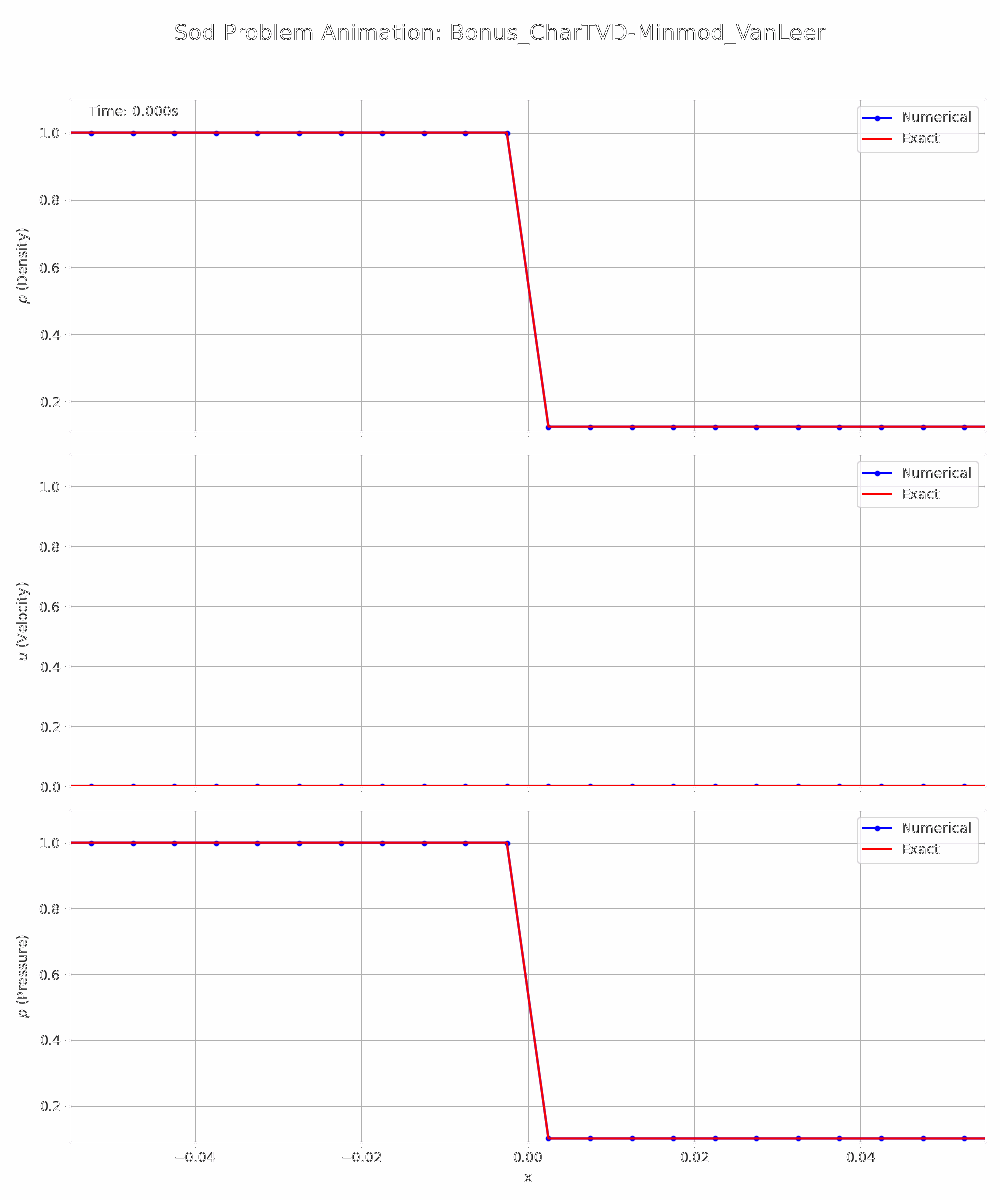 Sod Problem Animation: Bonus_CharTVD-Minmod_VanLeer
Time: 0.000s
Numerical
Exact
1.0
0.8
0.6
0.4
0.2
ρ (Density)
Numerical
Exact
1.0
0.8
0.6
0.4
0.2
0.0
u (Velocity)
Numerical
Exact
1.0
0.8
0.6
0.4
0.2
p (Pressure)
−0.04 −0.02 0.00 0.02 0.04
x